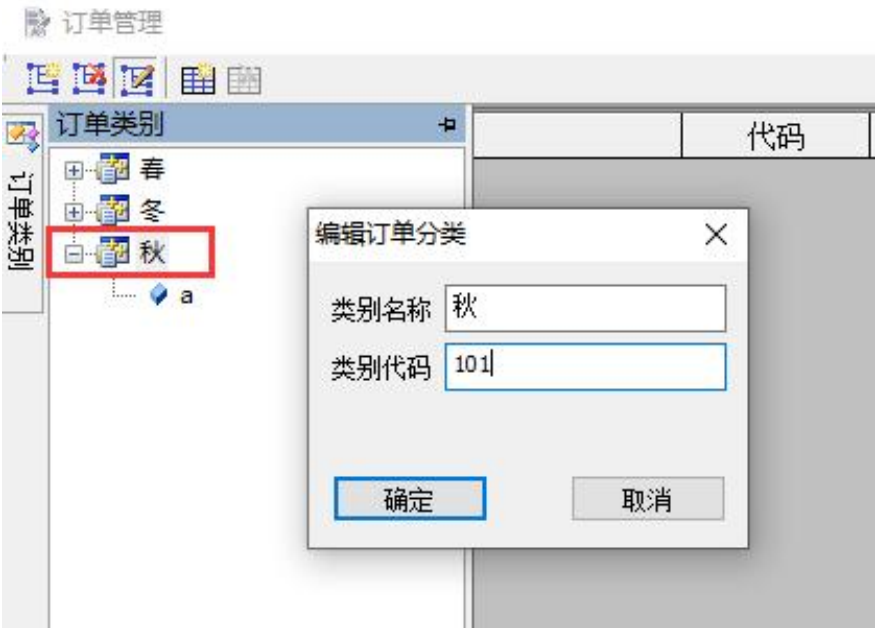 订单管理
订单类别
代码
订单类别
春
冬
秋
a
编辑订单分类
类别名称 秋
类别代码 101
确定 取消